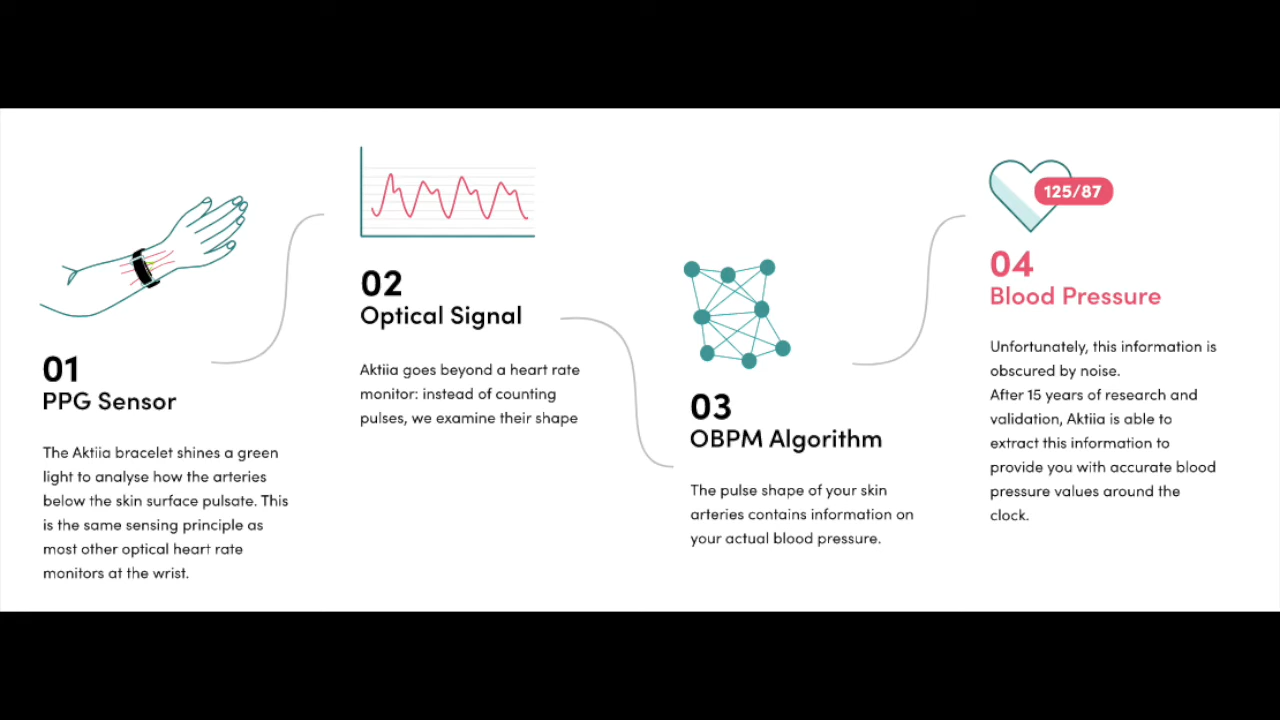 01
PPG Sensor
The Aktiia bracelet shines a green
light to analyse how the arteries
below the skin surface pulsate. This
is the same sensing principle as
most other optical heart rate
monitors at the wrist.
02
Optical Signal
Aktiia goes beyond a heart rate
monitor: instead of counting
pulses, we examine their shape
03
OBPM Algorithm
The pulse shape of your skin
arteries contains information on
your actual blood pressure.
125/87
04
Blood Pressure
Unfortunately, this information is
obscured by noise.
After 15 years of research and
validation, Aktiia is able to
extract this information to
provide you with accurate blood
pressure values around the
clock.